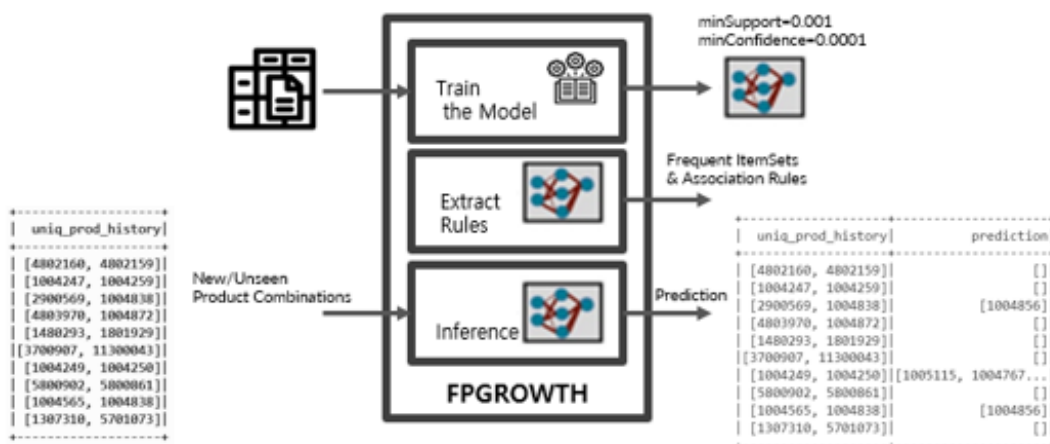 minSupport=0.001
minConfidence=0.0001
Train
the Model
Frequent ItemSets
& Association Rules
Extract
Rules
New/Unseen
Product Combinations
Inference
Prediction
FPGROWTH
+--------------------+
| uniq_prod_history|
+--------------------+
| [4802160, 4802159]|
| [1004247, 1004259]|
| [2900569, 1004838]|
| [4803970, 1004872]|
| [1480293, 1801929]|
|[3700907, 11300043]|
| [1004249, 1004250]|
| [5800902, 5800861]|
| [1004565, 1004838]|
| [1307310, 5701073]|
+--------------------+
| uniq_prod_history| prediction
| [4802160, 4802159]| []
| [1004247, 1004259]| []
| [2900569, 1004838]| [1004856]
| [4803970, 1004872]| []
| [1480293, 1801929]| []
|[3700907, 11300043]| []
| [1004249, 1004250]|[1005115, 1004767...
| [5800902, 5800861]| []
| [1004565, 1004838]| [1004856]
| [1307310, 5701073]| []